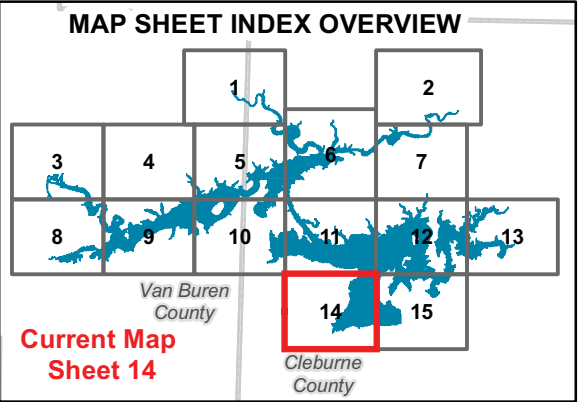 MAP SHEET INDEX OVERVIEW
1
2
3
4
5
6
7
8
9
10
11
12
13
14
15
Van Buren
County
Current Map
Sheet 14
Cleburne
County